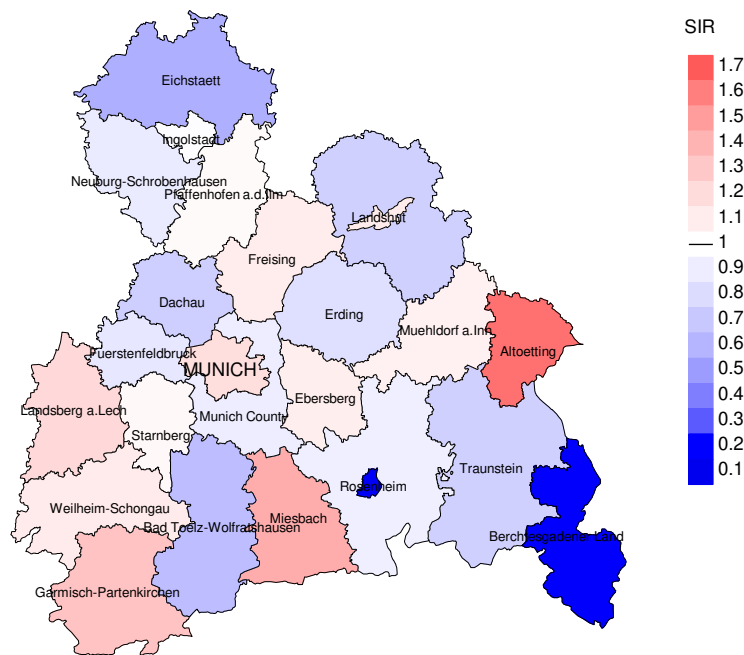 SIR
1.7
1.6
1.5
1.4
1.3
1.2
1.1
1
0.9
0.8
0.7
0.6
0.5
0.4
0.3
0.2
0.1
Eichstaett
Ingolstadt
Neuburg-Schrobenhausen
Pfaffenhofen a.d.Ilm
Landshut
Freising
Dachau
Erding
Muehldorf a.Inn
Altoetting
Fuerstenfeldbruck
MUNICH
Ebersberg
Landsberg a.Lech
Munich County
Starnberg
Traunstein
Rosenheim
Weilheim-Schongau
Miesbach
Bad Toelz-Wolfratshausen
Berchtesgadener Land
Garmisch-Partenkirchen